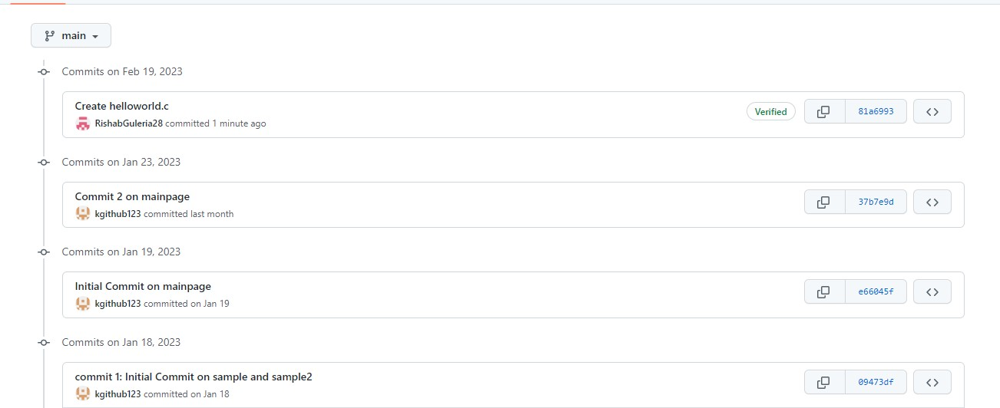 main
Commits on Feb 19, 2023
Create helloworld.c
RishabGuleria28 committed 1 minute ago
Verified
81a6993
Commits on Jan 23, 2023
Commit 2 on mainpage
kgithub123 committed last month
37b7e9d
Commits on Jan 19, 2023
Initial Commit on mainpage
kgithub123 committed on Jan 19
e66045f
Commits on Jan 18, 2023
commit 1: Initial Commit on sample and sample2
kgithub123 committed on Jan 18
09473df